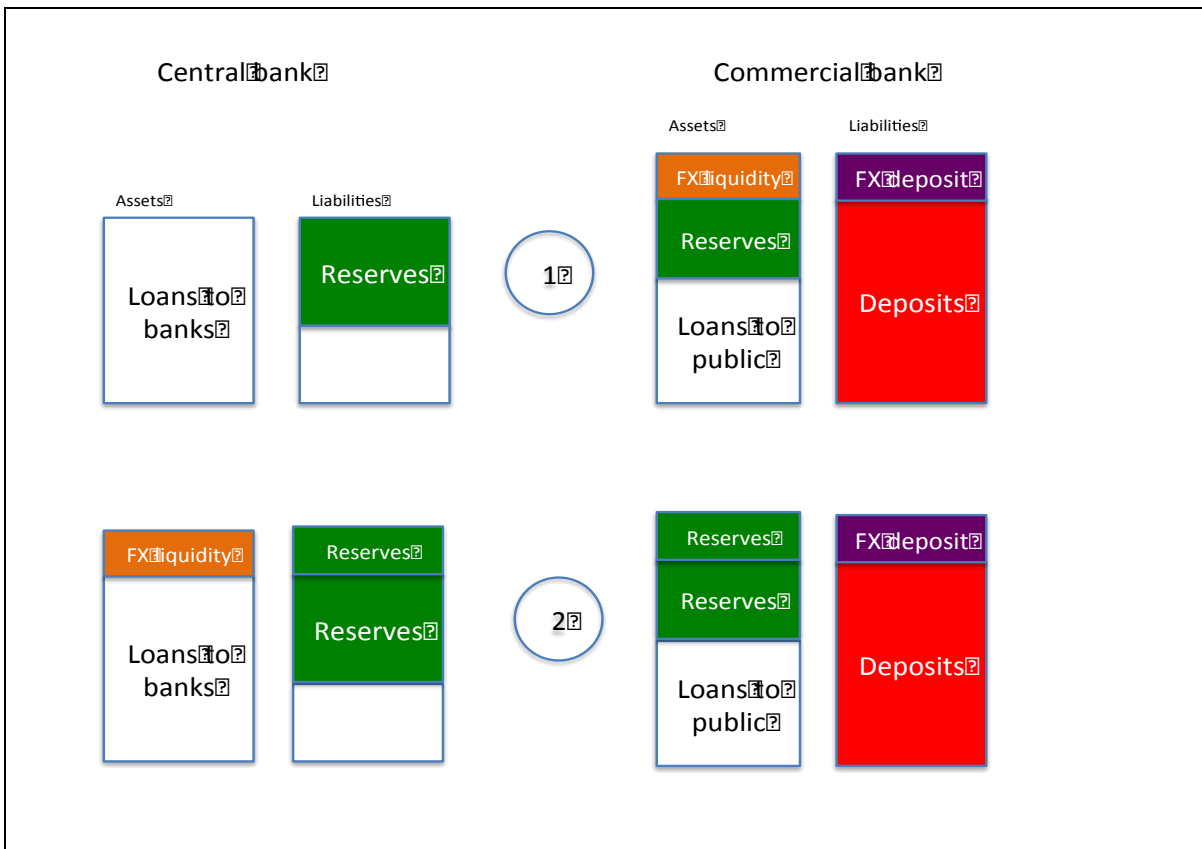 Central bank
Commercial bank
Assets
Liabilities
Assets
Liabilities
Loans to
banks
Reserves
1
FX liquidity
Reserves
Loans to
public
FX deposit
Deposits
FX liquidity
Loans to
banks
Reserves
Reserves
2
Reserves
Reserves
Loans to
public
FX deposit
Deposits